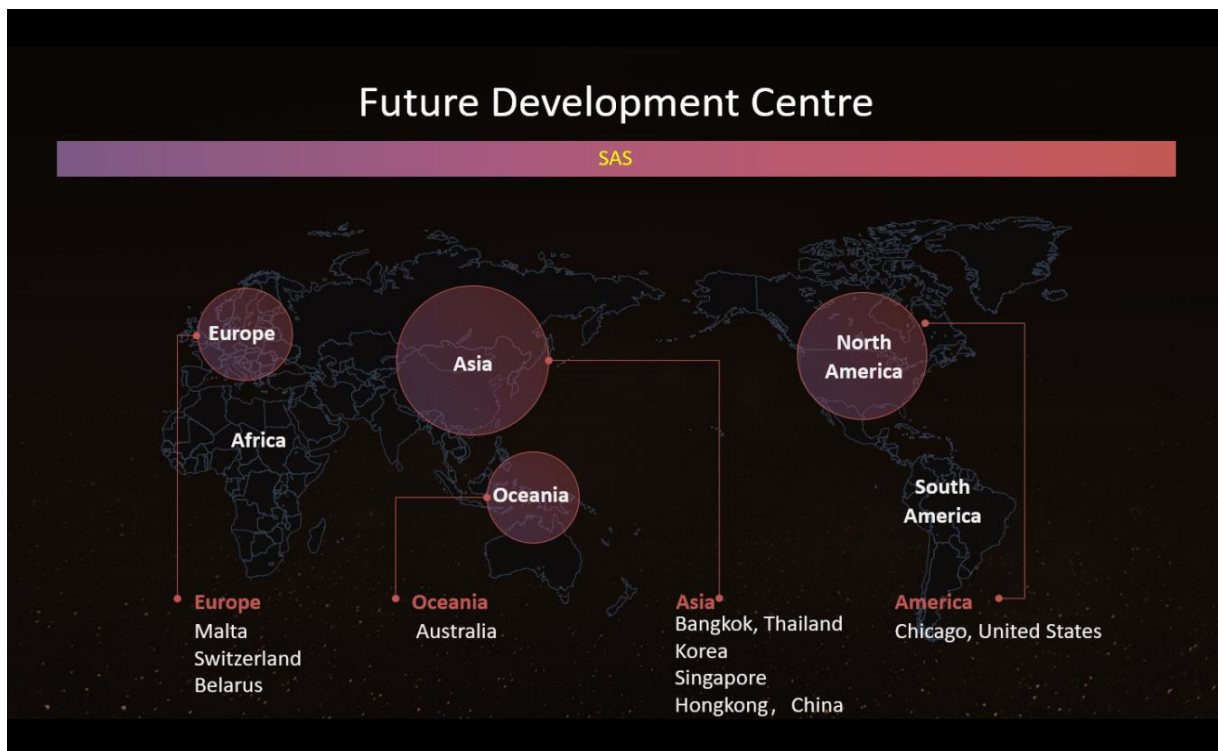 Future Development Centre
SAS
Europe
Asia
North
America
Africa
Oceania
South
America
Europe
Malta
Switzerland
Belarus
Oceania
Australia
Asia
Bangkok, Thailand
Korea
Singapore
Hongkong，China
America
Chicago, United States